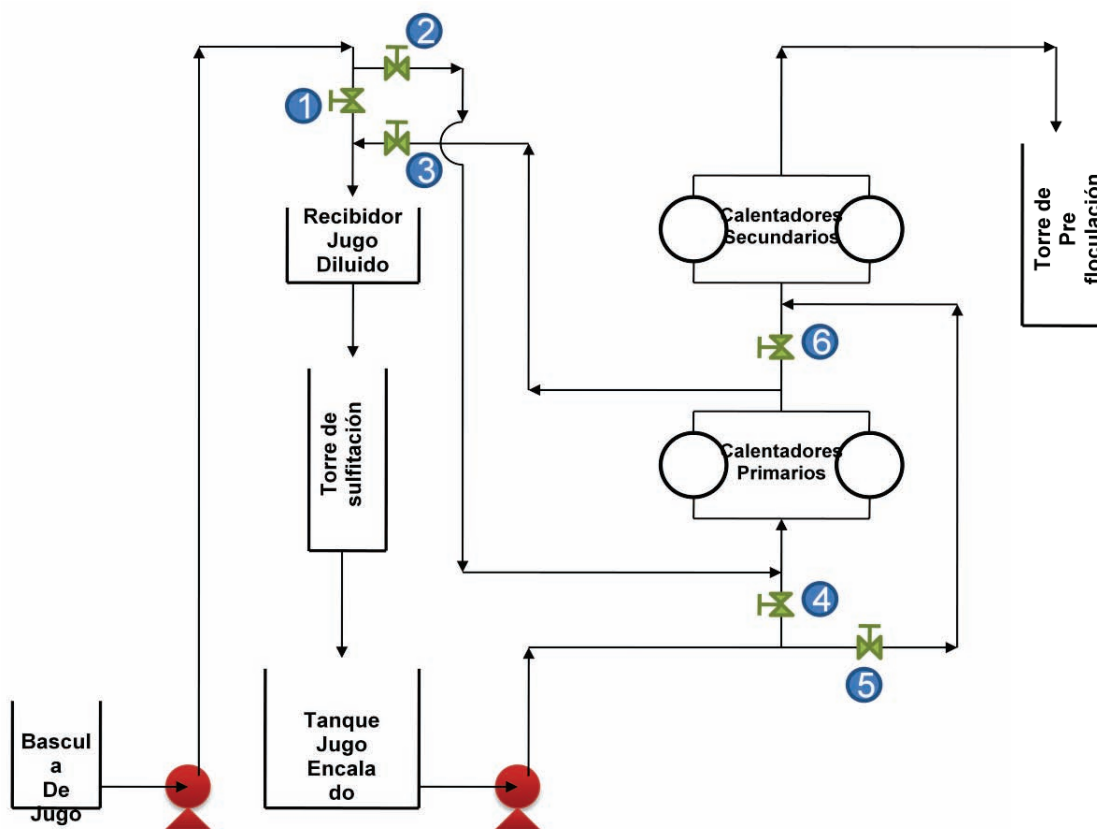 2
1
3
Recibidor
Jugo
Diluido
Calentadores
Secundarios
Torre de
Pre
floculación
6
Torre de
sulfitación
Calentadores
Primarios
4
5
Bascul
a
De
Jugo
Tanque
Jugo
Encala
do